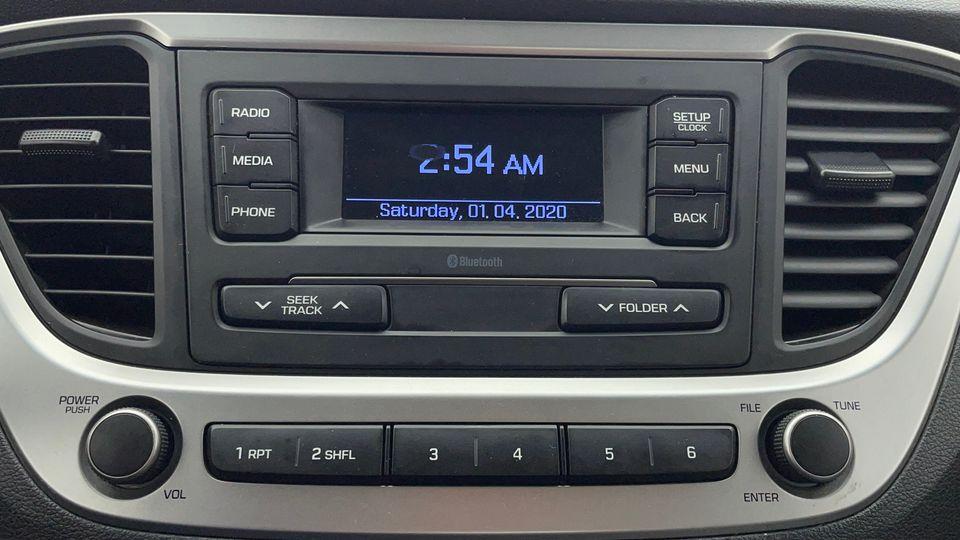 RADIO
MEDIA
PHONE
2:54 AM
Saturday, 01. 04. 2020
SETUP
CLOCK
MENU
BACK
Bluetooth
SEEK
TRACK
FOLDER
POWER
PUSH
VOL
1 RPT
2 SHFL
3
4
5
6
FILE
TUNE
ENTER